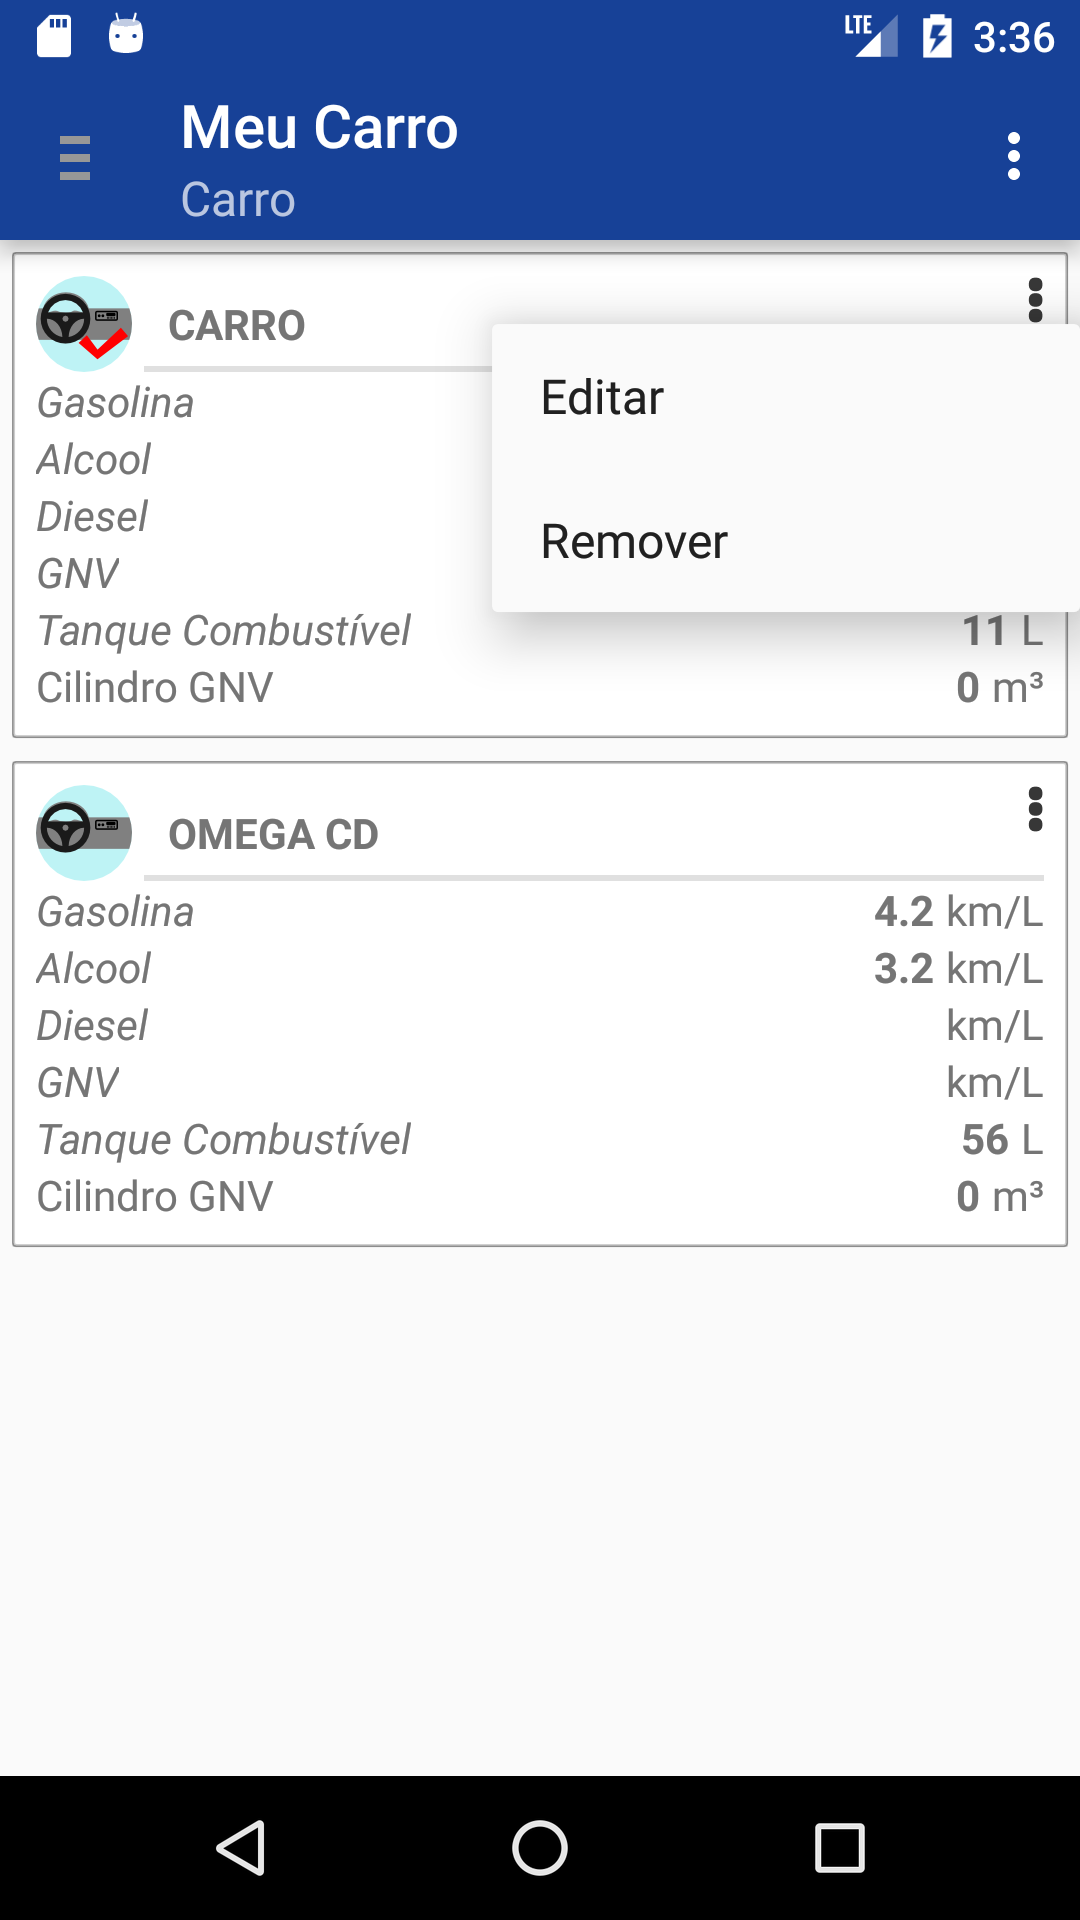 LTE 3:36
Meu Carro
Carro
CARRO
Editar
Remover
Gasolina
Alcool
Diesel
GNV
Tanque Combustível 11 L
Cilindro GNV 0 m³
OMEGA CD
Gasolina 4.2 km/L
Alcool 3.2 km/L
Diesel km/L
GNV km/L
Tanque Combustível 56 L
Cilindro GNV 0 m³